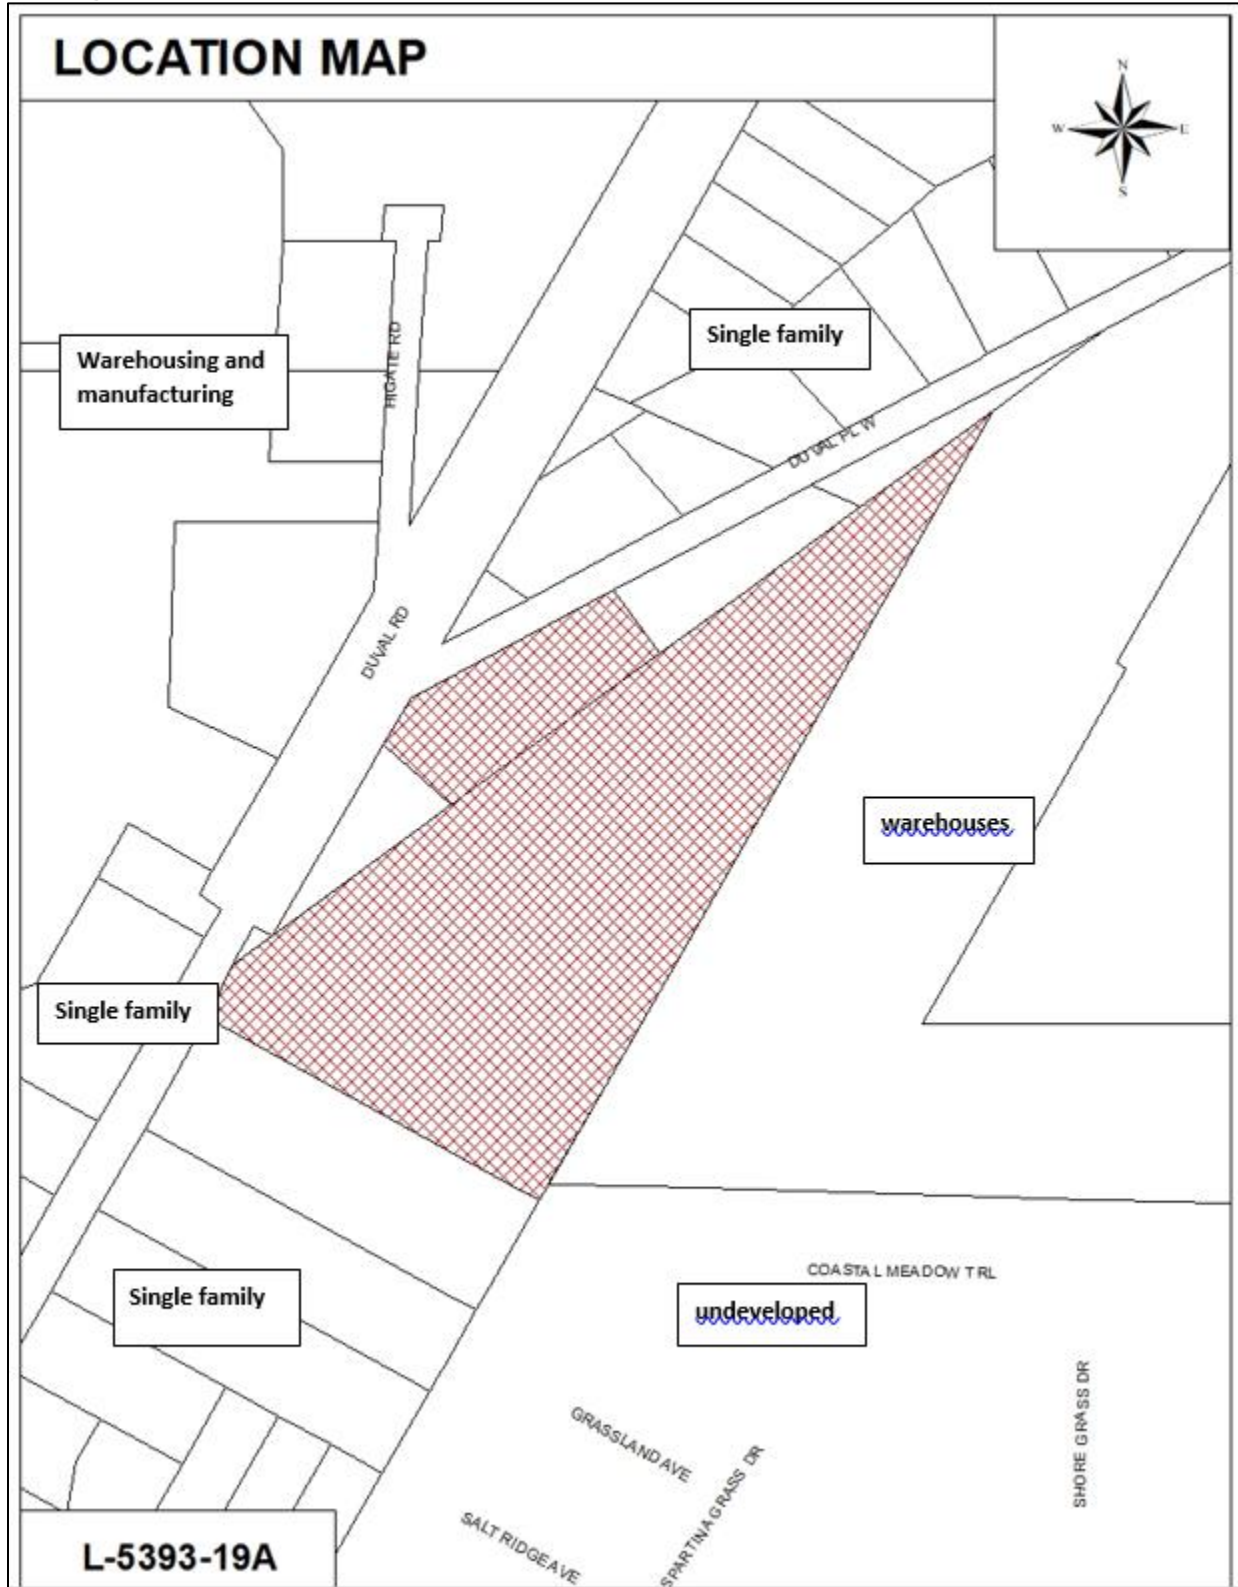 LOCATION MAP
N
W E
S
Warehousing and
manufacturing
HIGATE RD
Single family
DUVAL PL W
DUVAL RD
warehouses
Single family
Single family
COASTAL MEADOW TRL
undeveloped
SHORE GRASS DR
GRASSLAND AVE
SPARTINA GRASS DR
SALT RIDGE AVE
L-5393-19A